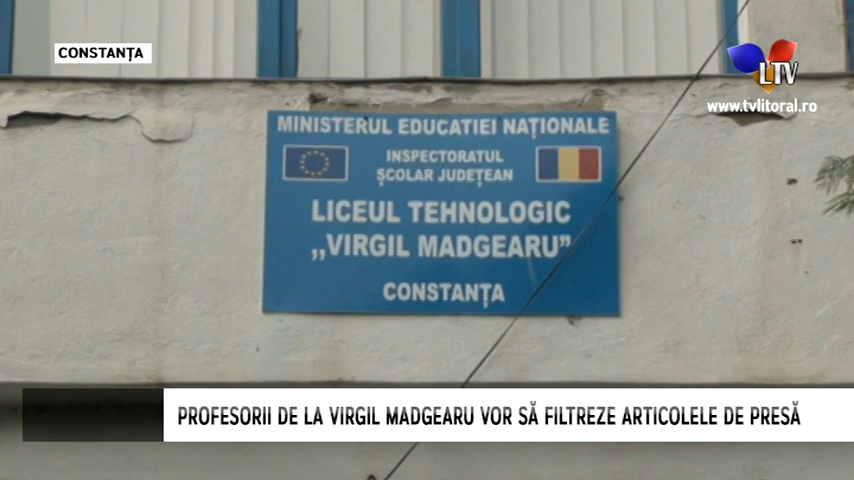 CONSTANȚA
LTV
www.tvlitoral.ro
MINISTERUL EDUCATIEI NAȚIONALE
INSPECTORATUL
ȘCOLAR JUDEȚEAN
LICEUL TEHNOLOGIC
,,VIRGIL MADGEARU”
CONSTANȚA
PROFESORII DE LA VIRGIL MADGEARU VOR SĂ FILTREZE ARTICOLELE DE PRESĂ